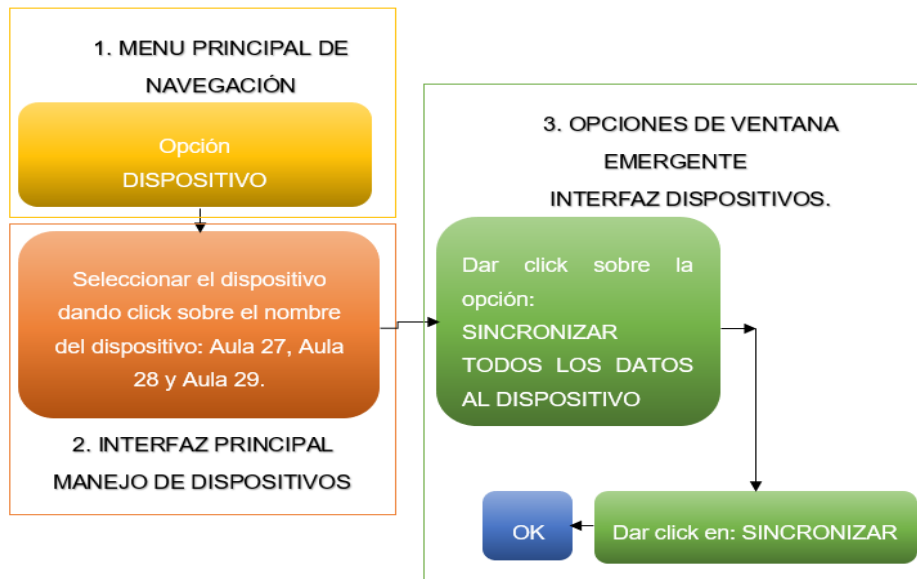 1. MENU PRINCIPAL DE
NAVEGACIÓN
Opción
DISPOSITIVO
Seleccionar el dispositivo
dando click sobre el nombre
del dispositivo: Aula 27, Aula
28 y Aula 29.
2. INTERFAZ PRINCIPAL
MANEJO DE DISPOSITIVOS
3. OPCIONES DE VENTANA
EMERGENTE
INTERFAZ DISPOSITIVOS.
Dar click sobre la
opción:
SINCRONIZAR
TODOS LOS DATOS
AL DISPOSITIVO
Dar click en: SINCRONIZAR
OK